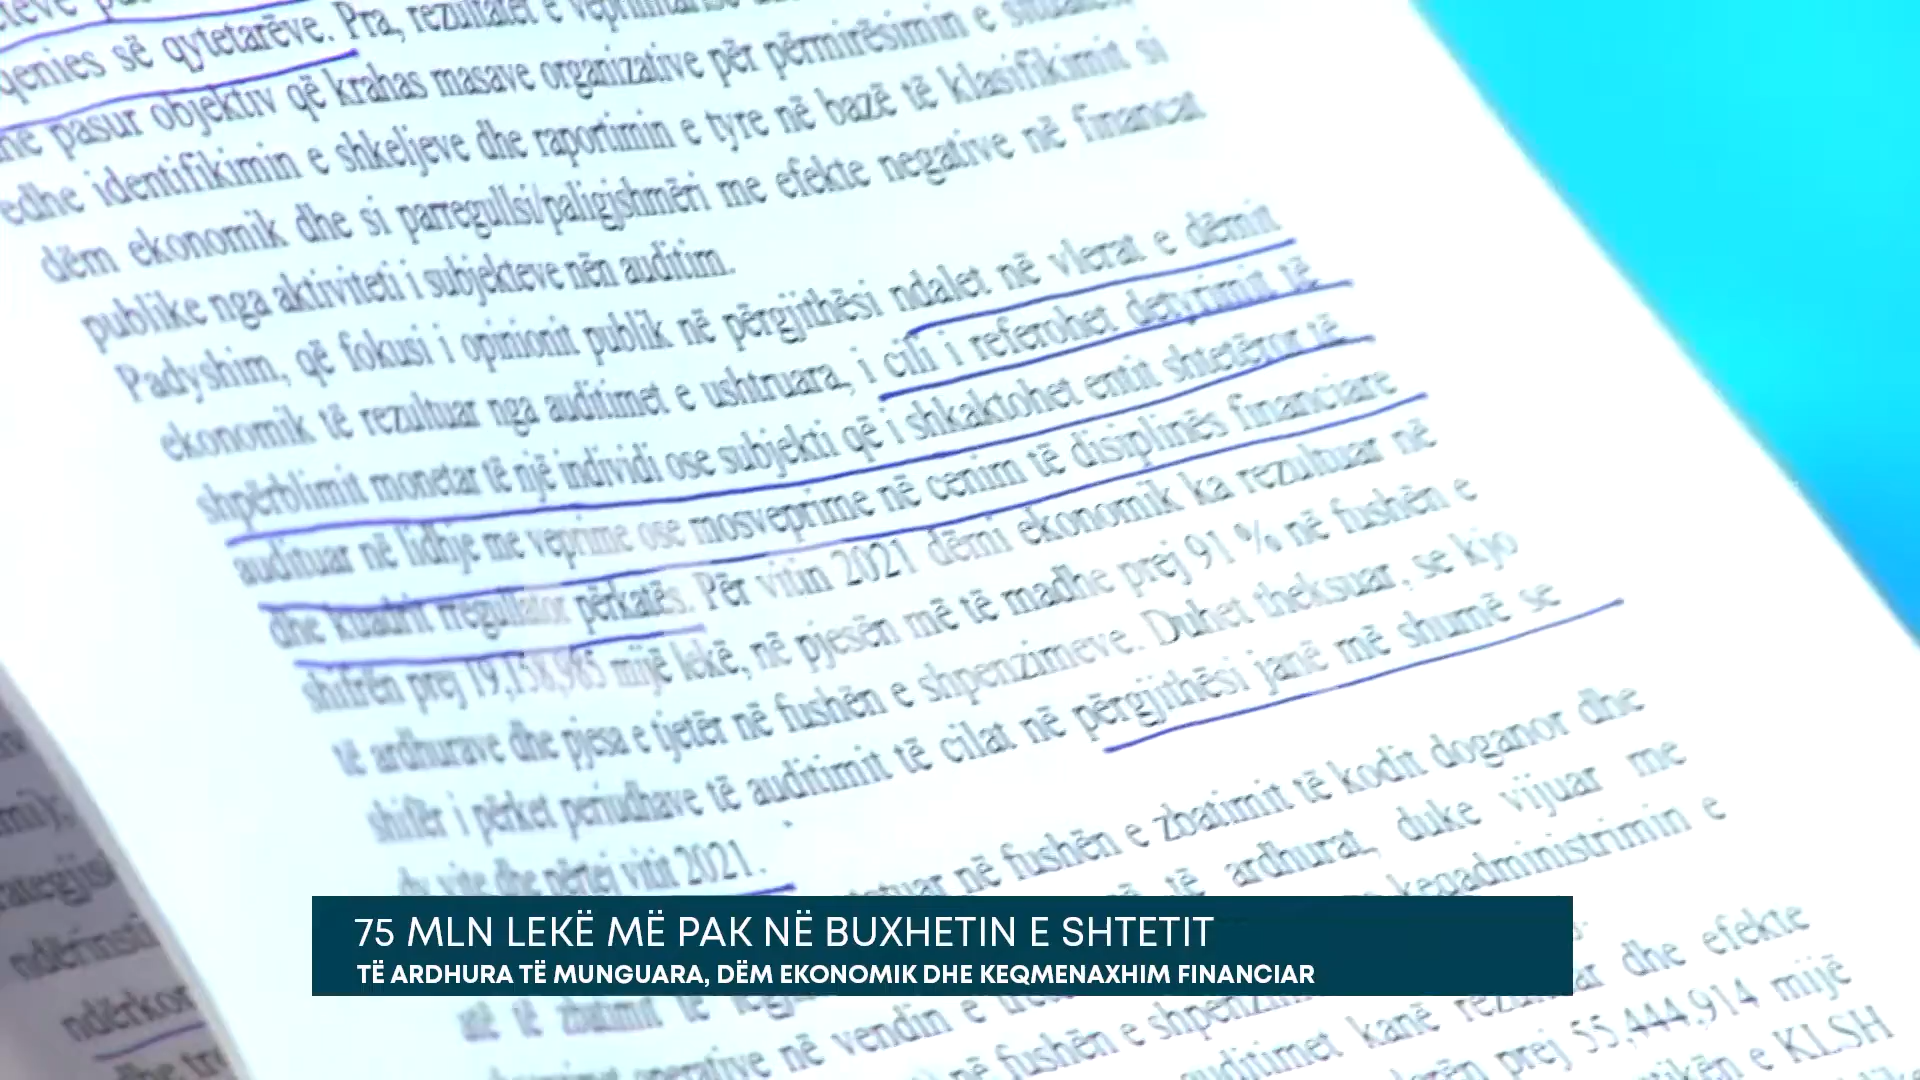 qenies së qytetarëve. Pra, rezultatet e
pasur objektiv që krahas masave organizative për përmirësimin e
edhe identifikimin e shkeljeve dhe raportimin e tyre në bazë të klasifikimit si
dëm ekonomik dhe si parregullsi/paligjshmëri me efekte negative në financat
publike nga aktiviteti i subjekteve nën auditim.
Padyshim, që fokusi i opinionit publik në përgjithësi ndalet në vlerat e dëmit
ekonomik të rezultuar nga auditimet e ushtruara, i cili i referohet detyrimit të
shpërblimit monetar të një individi ose subjekti që i shkaktohet entit shtetëror të
audituar në lidhje me veprime ose mosveprime në cenim të disiplinës financiare
dhe kuadrit rregullator përkatës. Për vitin 2021 dëmi ekonomik ka rezultuar në
shifrën prej 19,158,985 mijë lekë, në pjesën më të madhe prej 91 % në fushën e
të ardhurave dhe pjesa e tjetër në fushën e shpenzimeve. Duhet theksuar, se kjo
shifër i përket periudhave të auditimit të cilat në përgjithësi janë më shumë se
dy vite dhe përtej vitit 2021.
në fushën e zbatimit të kodit doganor dhe
të ardhurat, duke vijuar me
keqadministrimin e
75 MLN LEKË MË PAK NË BUXHETIN E SHTETIT
TË ARDHURA TË MUNGUARA, DËM EKONOMIK DHE KEQMENAXHIM FINANCIAR
dhe efekte
në vendin e
në fushën e
auditimet kanë
prej 55,444,914 mijë
e KLSH
ndërkor